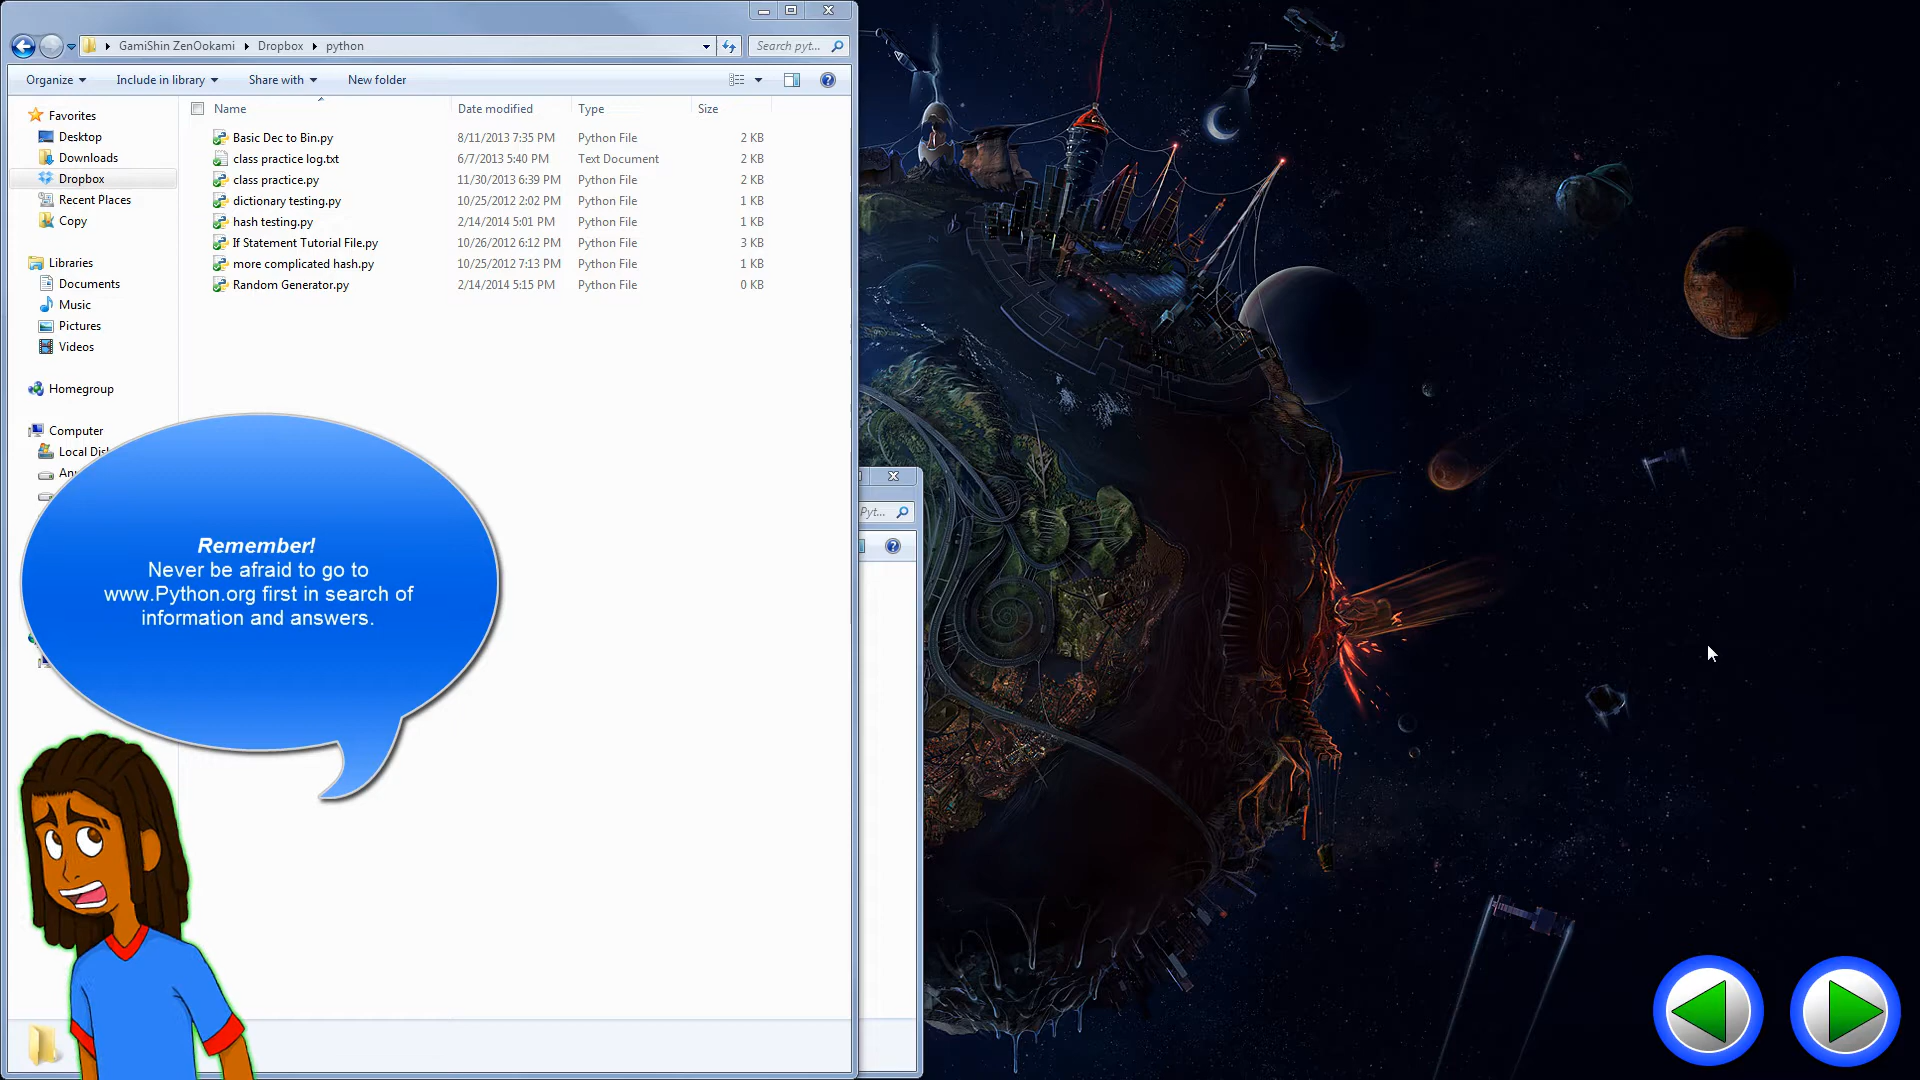 GamiShin ZenOokami Dropbox python
Search pyt...
Organize Include in library Share with New folder
Name Date modified Type Size
Favorites
Desktop
Downloads
Dropbox
Recent Places
Copy
Libraries
Documents
Music
Pictures
Videos
Homegroup
Computer
Local Dis
Basic Dec to Bin.py 8/11/2013 7:35 PM Python File 2 KB
class practice log.txt 6/7/2013 5:40 PM Text Document 2 KB
class practice.py 11/30/2013 6:39 PM Python File 2 KB
dictionary testing.py 10/25/2012 2:02 PM Python File 1 KB
hash testing.py 2/14/2014 5:01 PM Python File 1 KB
If Statement Tutorial File.py 10/26/2012 6:12 PM Python File 3 KB
more complicated hash.py 10/25/2012 7:13 PM Python File 1 KB
Random Generator.py 2/14/2014 5:15 PM Python File 0 KB
Pyt...
Remember!
Never be afraid to go to
www.Python.org first in search of
information and answers.